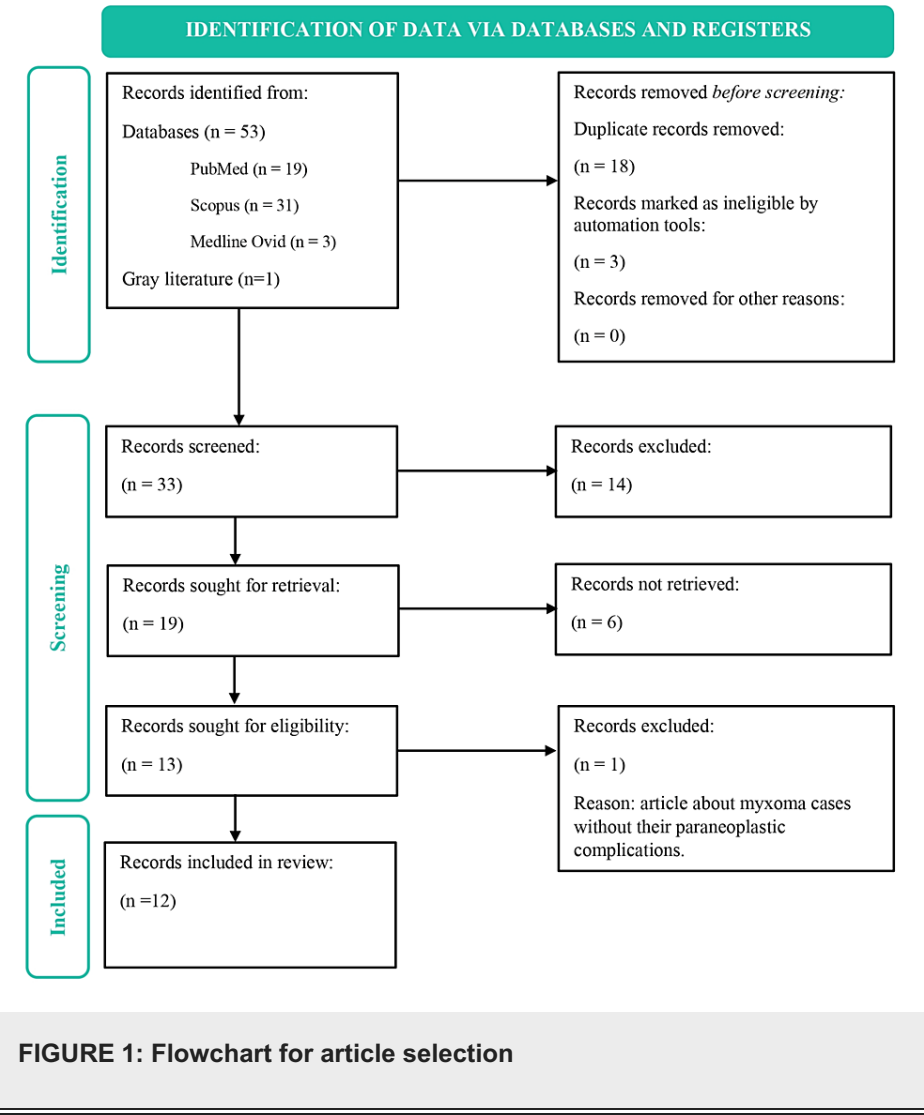 IDENTIFICATION OF DATA VIA DATABASES AND REGISTERS
Identification
Records identified from:
Databases (n = 53)
PubMed (n = 19)
Scopus (n = 31)
Medline Ovid (n = 3)
Gray literature (n=1)
Records removed before screening:
Duplicate records removed:
(n = 18)
Records marked as ineligible by
automation tools:
(n = 3)
Records removed for other reasons:
(n = 0)
Screening
Records screened:
(n = 33)
Records excluded:
(n = 14)
Records sought for retrieval:
(n = 19)
Records not retrieved:
(n = 6)
Records sought for eligibility:
(n = 13)
Records excluded:
(n = 1)
Reason: article about myxoma cases
without their paraneoplastic
complications.
Included
Records included in review:
(n =12)
FIGURE 1: Flowchart for article selection